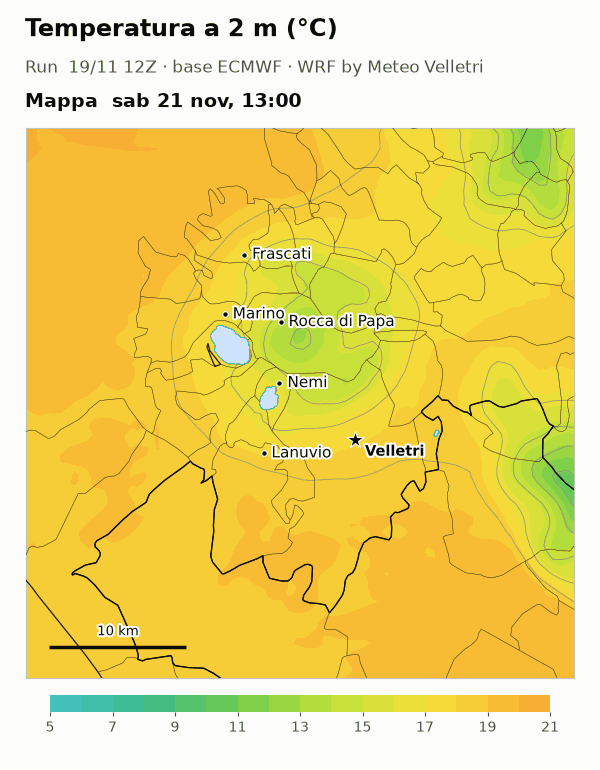 Temperatura a 2 m (°C)
Run  19/11 12Z · base ECMWF · WRF by Meteo Velletri
Mappa  sab 21 nov, 13:00
Frascati
Marino
Rocca di Papa
Nemi
Velletri
Lanuvio
10 km
5 7 9 11 13 15 17 19 21